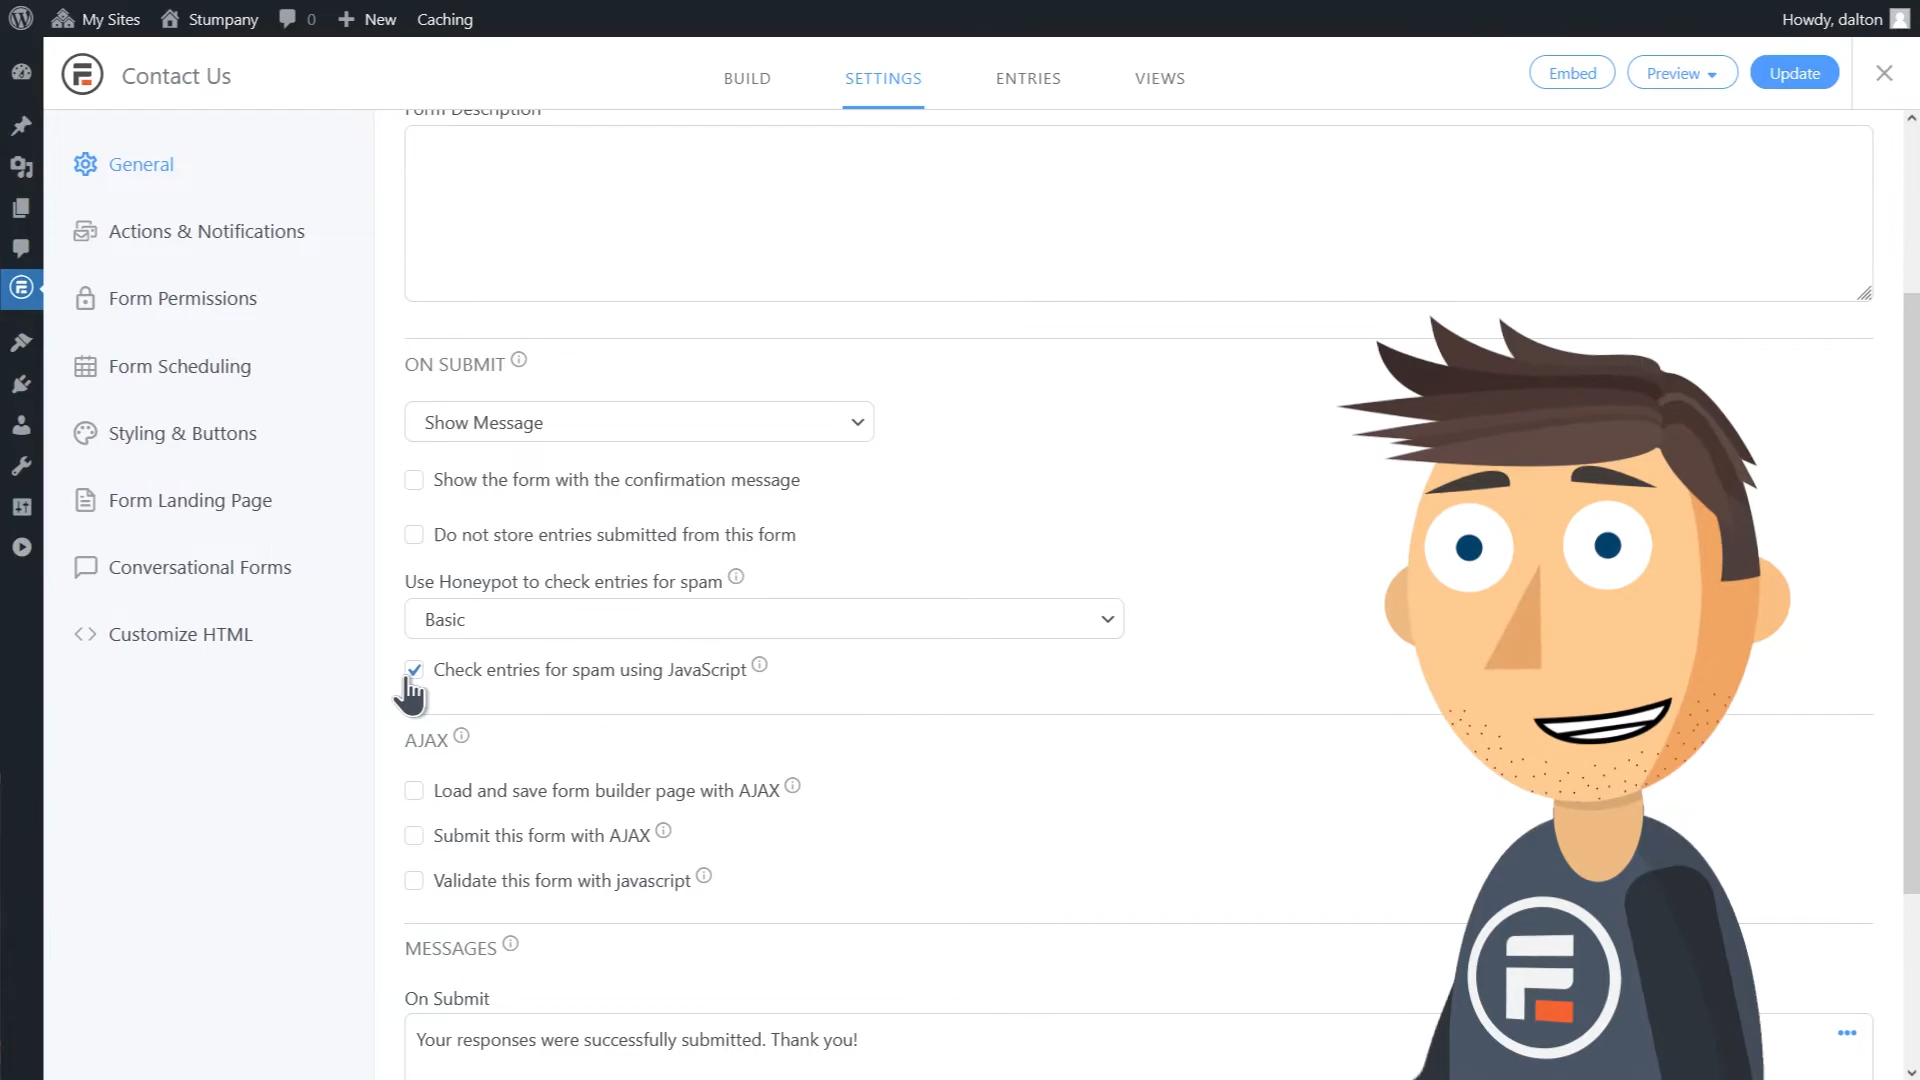 My Sites
Stumpany
0
New
Caching
Howdy, dalton
Contact Us
BUILD
SETTINGS
ENTRIES
VIEWS
Embed
Preview
Update
General
Actions & Notifications
Form Permissions
Form Scheduling
Styling & Buttons
Form Landing Page
Conversational Forms
Customize HTML
Form Description
ON SUBMIT
Show Message
Show the form with the confirmation message
Do not store entries submitted from this form
Use Honeypot to check entries for spam
Basic
Check entries for spam using JavaScript
AJAX
Load and save form builder page with AJAX
Submit this form with AJAX
Validate this form with javascript
MESSAGES
On Submit
Your responses were successfully submitted. Thank you!